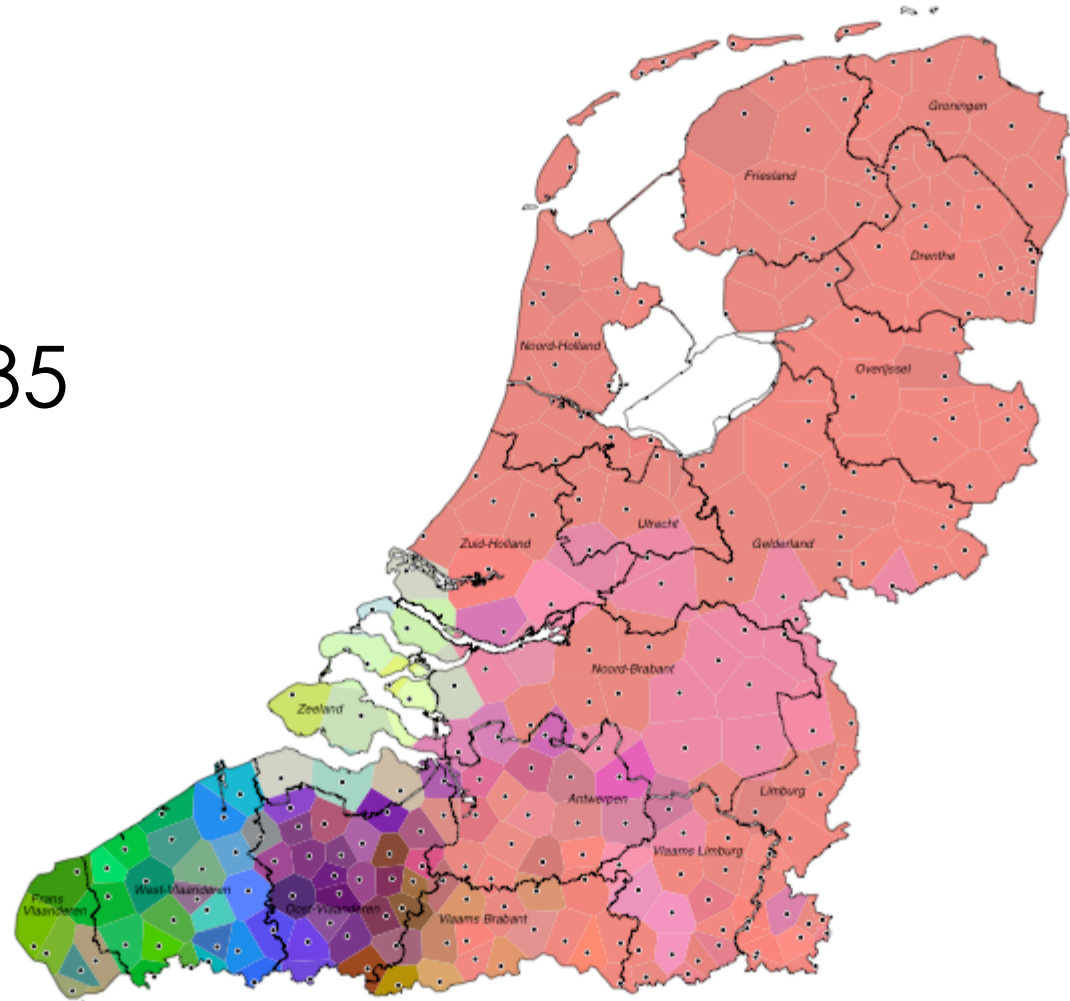 Groningen
Friesland
Drenthe
Noord-Holland
35
Overijssel
Utrecht
Zuid-Holland
Gelderland
Noord-Brabant
Zeeland
Limburg
Antwerpen
Vlaams Limburg
West-Vlaanderen
Frans
Vlaanderen
Oost-Vlaanderen
Vlaams Brabant